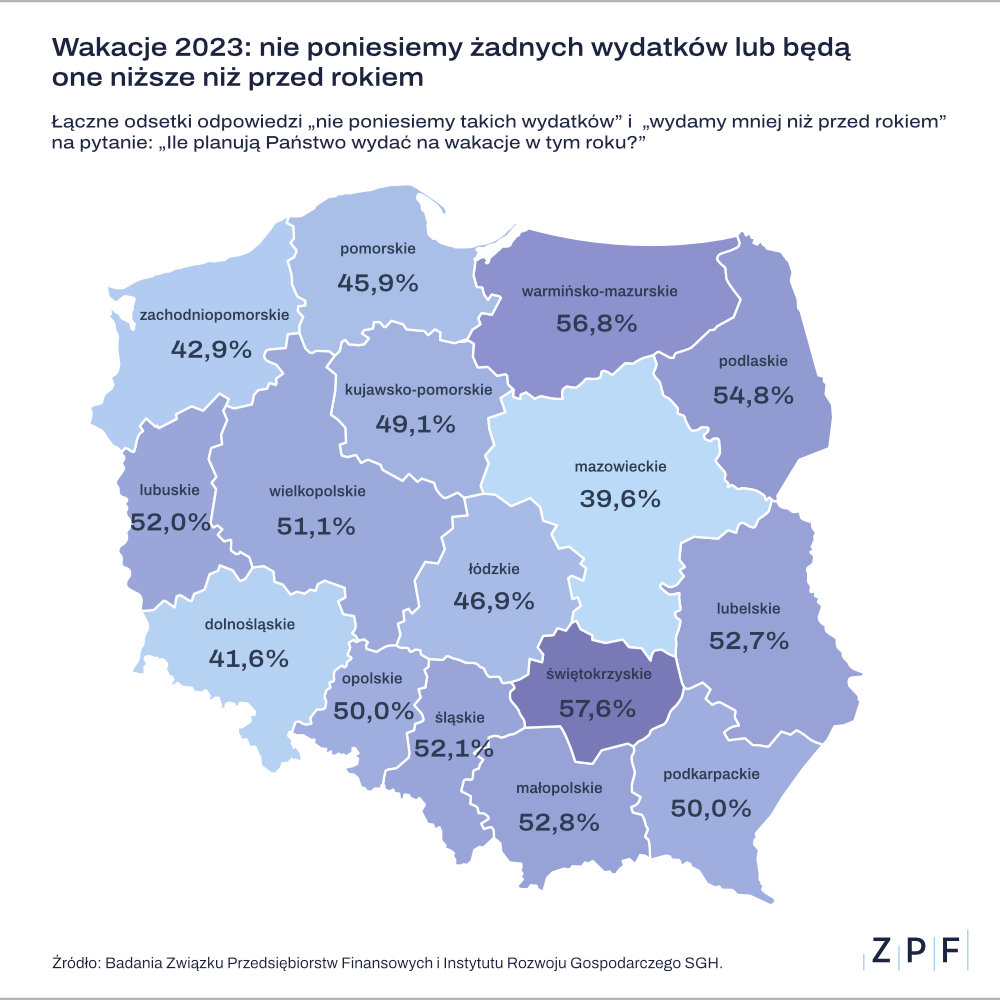 Wakacje 2023: nie poniesiemy żadnych wydatków lub będą
one niższe niż przed rokiem
Łączne odsetki odpowiedzi „nie poniesiemy takich wydatków” i „wydamy mniej niż przed rokiem”
na pytanie: „Ile planują Państwo wydać na wakacje w tym roku?”
pomorskie
45,9%
warmińsko-mazurskie
56,8%
zachodniopomorskie
42,9%
podlaskie
54,8%
kujawsko-pomorskie
49,1%
mazowieckie
39,6%
lubuskie
52,0%
wielkopolskie
51,1%
łódzkie
46,9%
lubelskie
52,7%
dolnośląskie
41,6%
opolskie
50,0%
świętokrzyskie
57,6%
śląskie
52,1%
małopolskie
52,8%
podkarpackie
50,0%
Źródło: Badania Związku Przedsiębiorstw Finansowych i Instytutu Rozwoju Gospodarczego SGH.
Z P F